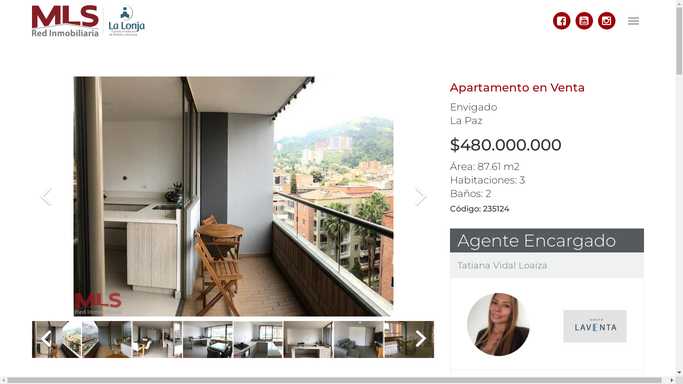 MLS
Red Inmobiliaria
La Lonja
Apartamento en Venta
Envigado
La Paz
$480.000.000
Área: 87.61 m2
Habitaciones: 3
Baños: 2
Código: 235124
Agente Encargado
Tatiana Vidal Loaiza
LAVENTA
MLS
Red Inmobiliaria